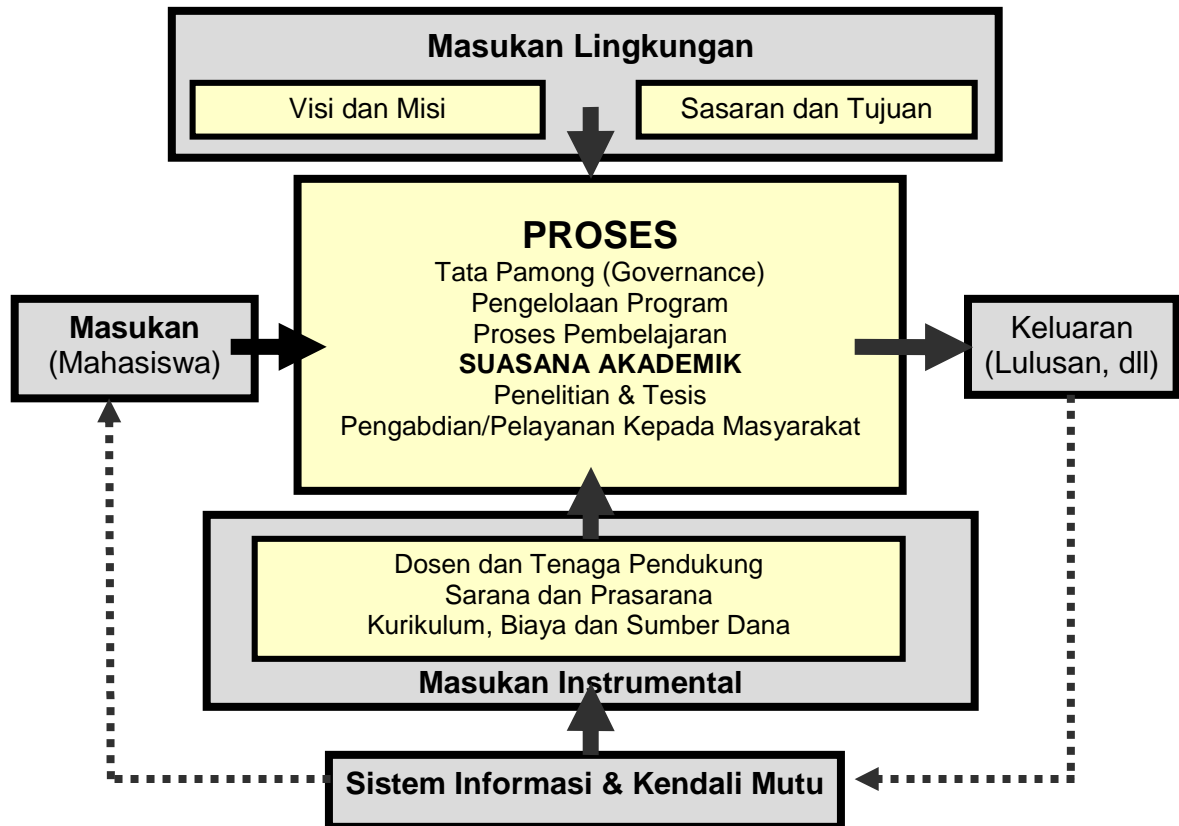 Masukan Lingkungan
Visi dan Misi
Sasaran dan Tujuan
PROSES
Tata Pamong (Governance)
Pengelolaan Program
Proses Pembelajaran
SUASANA AKADEMIK
Penelitian & Tesis
Pengabdian/Pelayanan Kepada Masyarakat
Masukan
(Mahasiswa)
Keluaran
(Lulusan, dll)
Dosen dan Tenaga Pendukung
Sarana dan Prasarana
Kurikulum, Biaya dan Sumber Dana
Masukan Instrumental
Sistem Informasi & Kendali Mutu